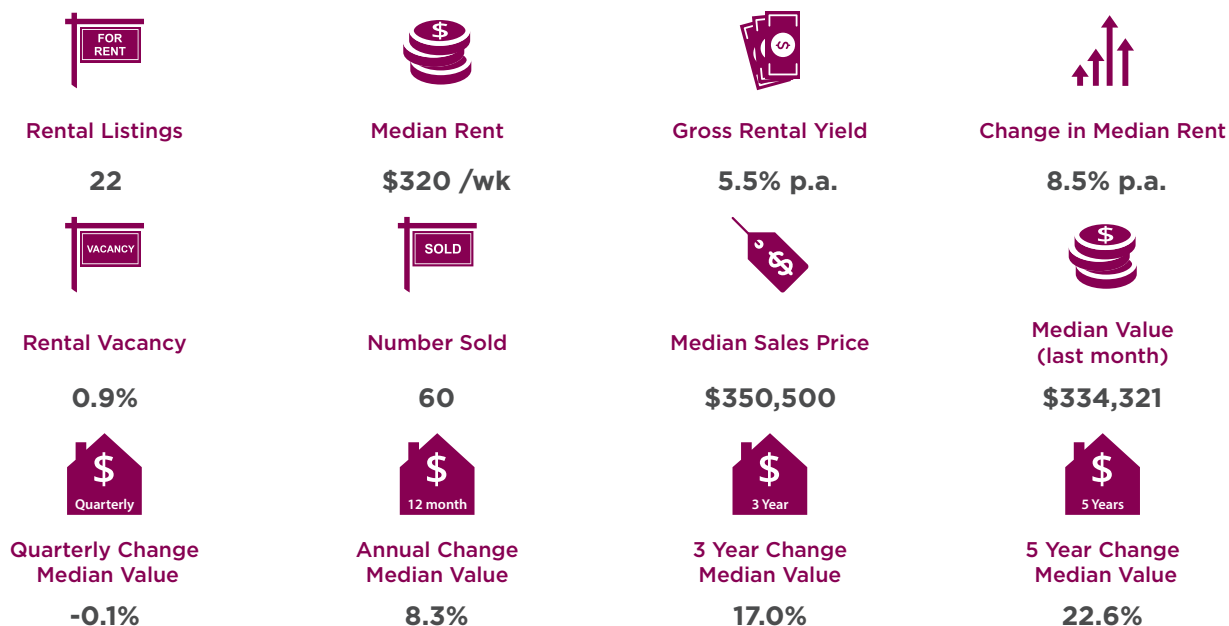 FOR
RENT
$
$
Rental Listings
Median Rent
Gross Rental Yield
Change in Median Rent
22
$320 /wk
5.5% p.a.
8.5% p.a.
VACANCY
SOLD
$
$
Rental Vacancy
Number Sold
Median Sales Price
Median Value
(last month)
0.9%
60
$350,500
$334,321
$
Quarterly
$
12 month
$
3 Year
$
5 Years
Quarterly Change
Median Value
Annual Change
Median Value
3 Year Change
Median Value
5 Year Change
Median Value
-0.1%
8.3%
17.0%
22.6%